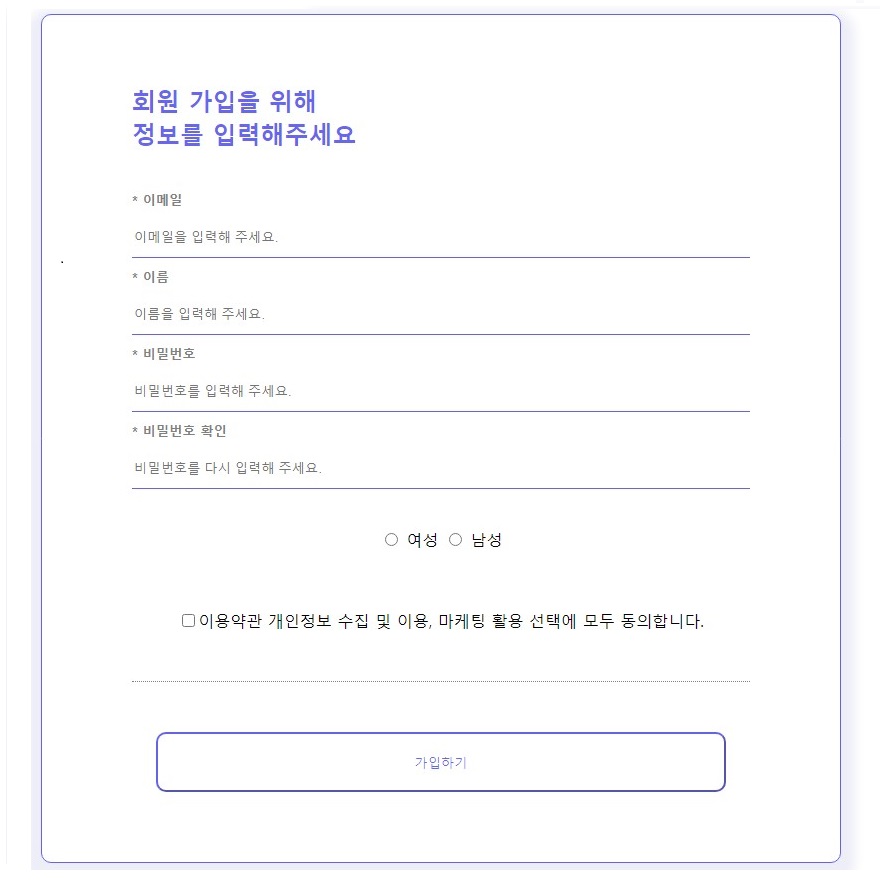 회원 가입을 위해
정보를 입력해주세요
* 이메일
이메일을 입력해 주세요.
* 이름
이름을 입력해 주세요.
* 비밀번호
비밀번호를 입력해 주세요.
* 비밀번호 확인
비밀번호를 다시 입력해 주세요.
여성 남성
이용약관 개인정보 수집 및 이용, 마케팅 활용 선택에 모두 동의합니다.
가입하기